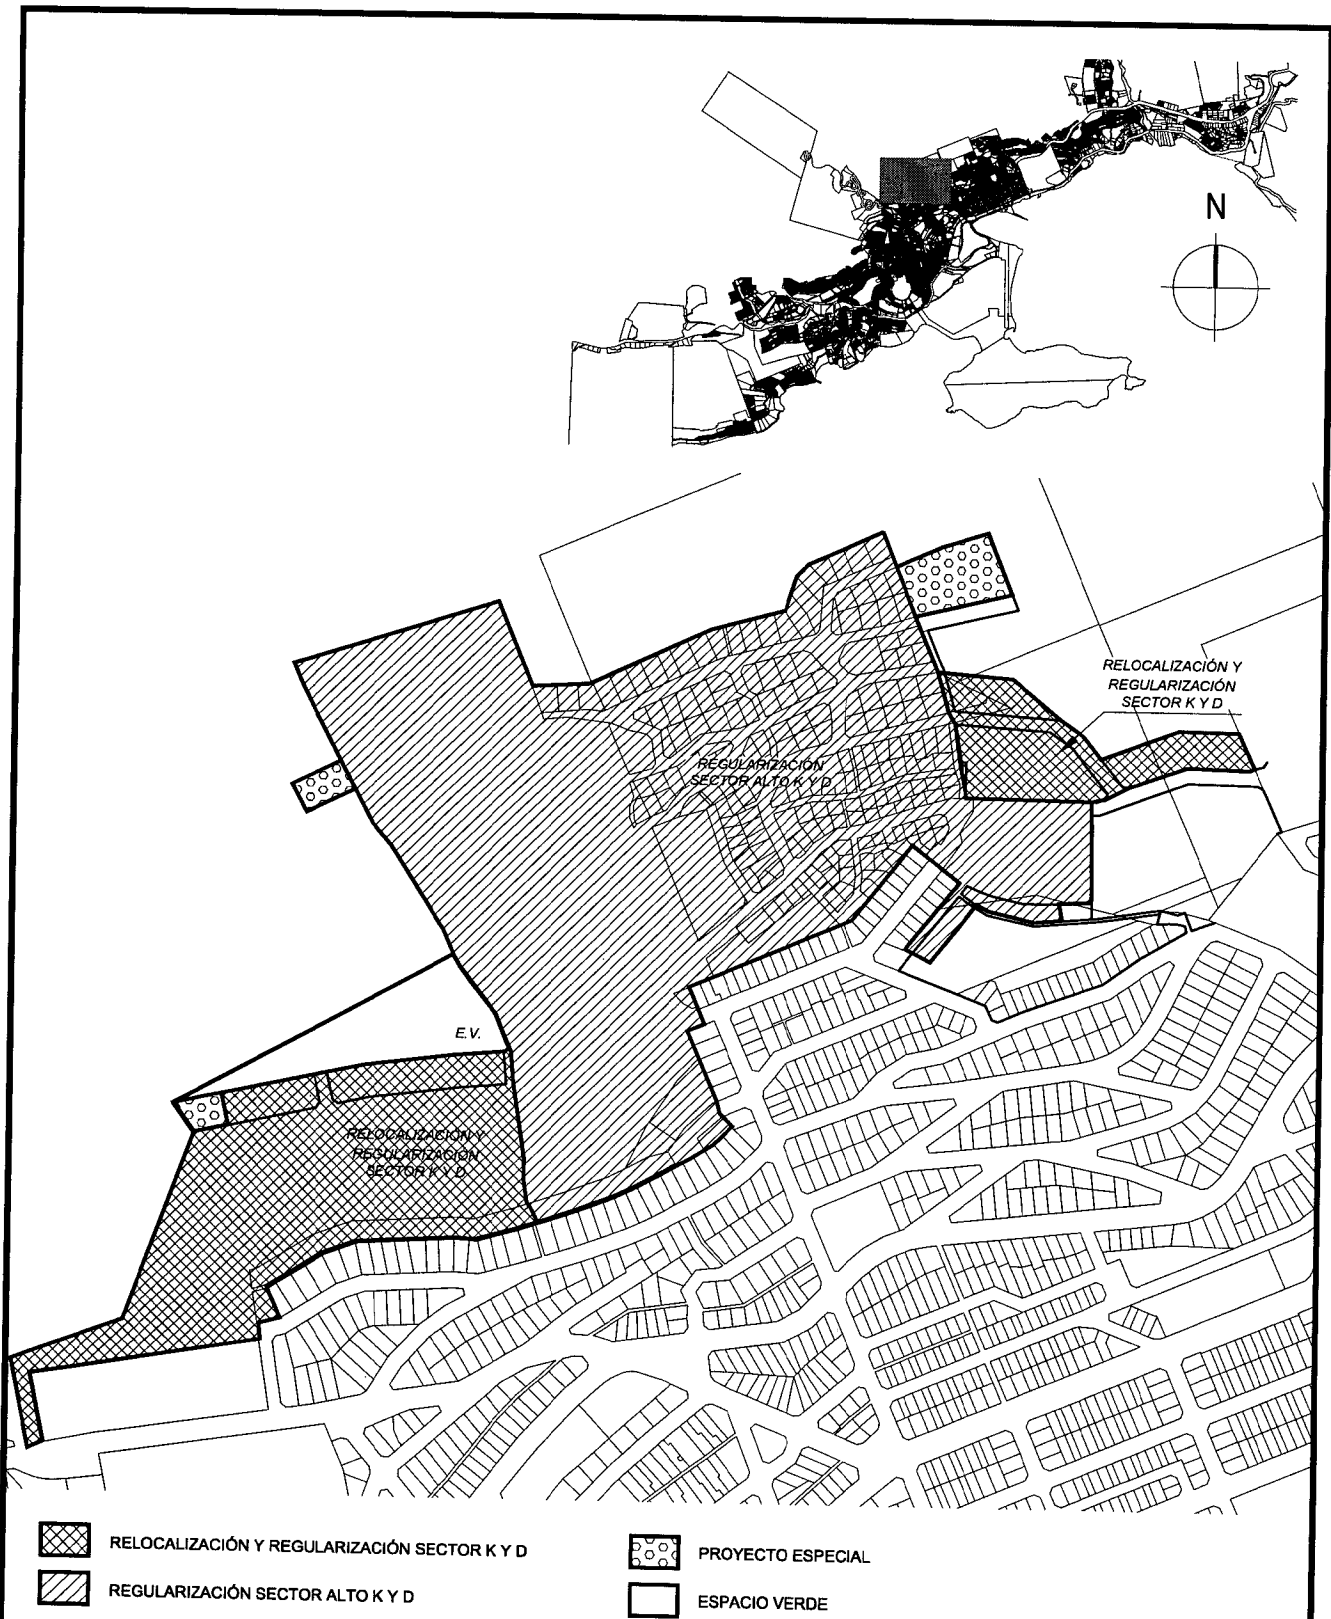 N
RELOCALIZACIÓN Y
REGULARIZACIÓN
SECTOR K Y D
REGULARIZACIÓN
SECTOR ALTO K Y D
E.V.
RELOCALIZACIÓN Y
REGULARIZACIÓN
SECTOR K Y D
RELOCALIZACIÓN Y REGULARIZACIÓN SECTOR K Y D
REGULARIZACIÓN SECTOR ALTO K Y D
PROYECTO ESPECIAL
ESPACIO VERDE